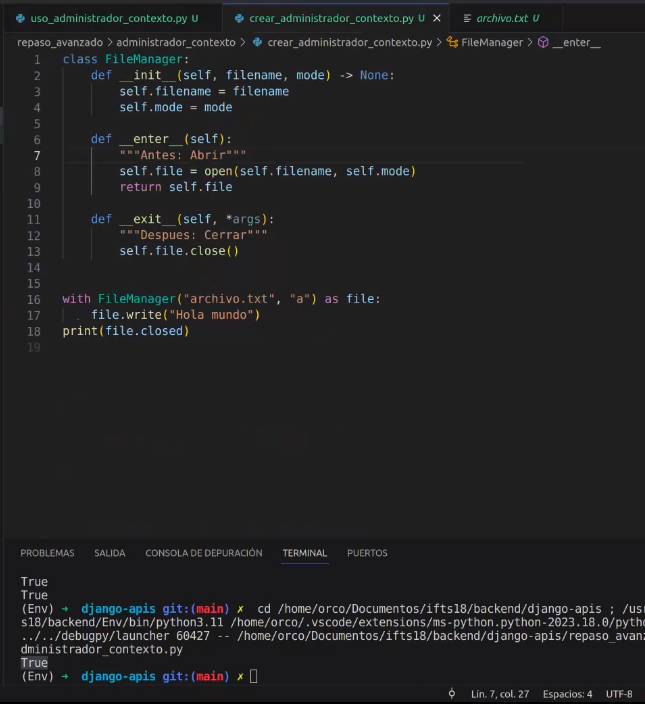 uso_administrador_contexto.py U crear_administrador_contexto.py U archivo.txt U
repaso_avanzado > administrador_contexto > crear_administrador_contexto.py > FileManager > __enter__
1 class FileManager:
2 def __init__(self, filename, mode) -> None:
3 self.filename = filename
4 self.mode = mode
5
6 def __enter__(self):
7 """Antes: Abrir"""
8 self.file = open(self.filename, self.mode)
9 return self.file
10
11 def __exit__(self, *args):
12 """Despues: Cerrar"""
13 self.file.close()
14
15
16 with FileManager("archivo.txt", "a") as file:
17 file.write("Hola mundo")
18 print(file.closed)
19
PROBLEMAS SALIDA CONSOLA DE DEPURACIÓN TERMINAL PUERTOS
True
True
(Env) ➜ django-apis git:(main) ✗ cd /home/orco/Documentos/ifts18/backend/django-apis ; /usr
s18/backend/Env/bin/python3.11 /home/orco/.vscode/extensions/ms-python.python-2023.18.0/pytho
../../debugpy/launcher 60427 -- /home/orco/Documentos/ifts18/backend/django-apis/repaso_avanz
dministrador_contexto.py
True
(Env) ➜ django-apis git:(main) ✗
Lín. 7, col. 27 Espacios: 4 UTF-8